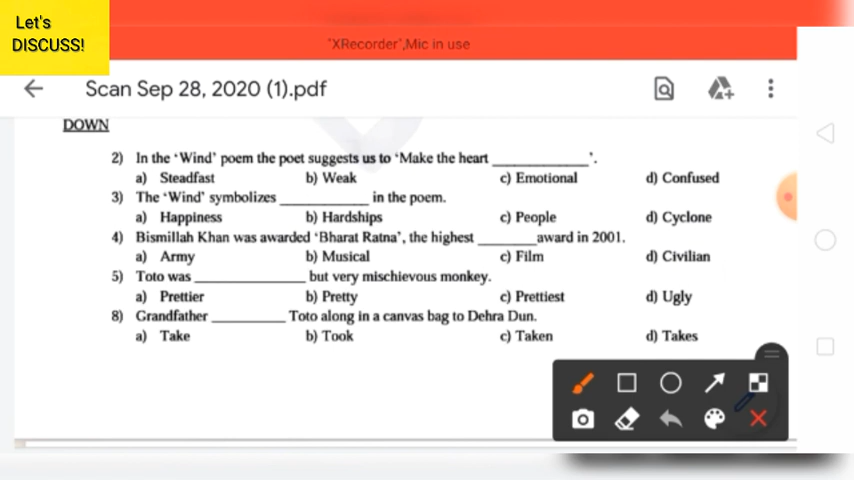 Let's
DISCUSS!
'XRecorder',Mic in use
Scan Sep 28, 2020 (1).pdf
DOWN
2) In the 'Wind' poem the poet suggests us to 'Make the heart ____________'.
a) Steadfast b) Weak c) Emotional d) Confused
3) The 'Wind' symbolizes ___________ in the poem.
a) Happiness b) Hardships c) People d) Cyclone
4) Bismillah Khan was awarded 'Bharat Ratna', the highest _______award in 2001.
a) Army b) Musical c) Film d) Civilian
5) Toto was ______________ but very mischievous monkey.
a) Prettier b) Pretty c) Prettiest d) Ugly
8) Grandfather _________ Toto along in a canvas bag to Dehra Dun.
a) Take b) Took c) Taken d) Takes